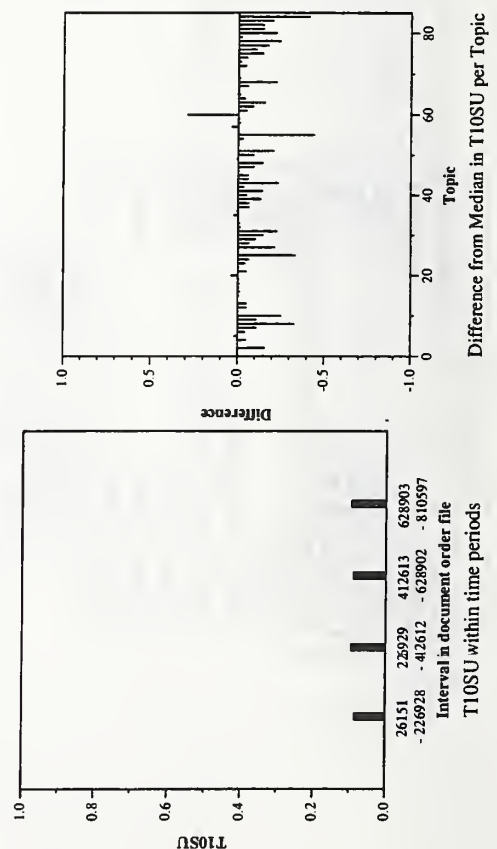 1.0
0.8
0.6
0.4
0.2
0.0
T10SU
26151 226929 412613 628903
- 226928 - 412612 - 628902 - 810597
Interval in document order file
T10SU within time periods
1.0
0.5
0.0
-0.5
-1.0
Difference
0 20 40 60 80
Topic
Difference from Median in T10SU per Topic